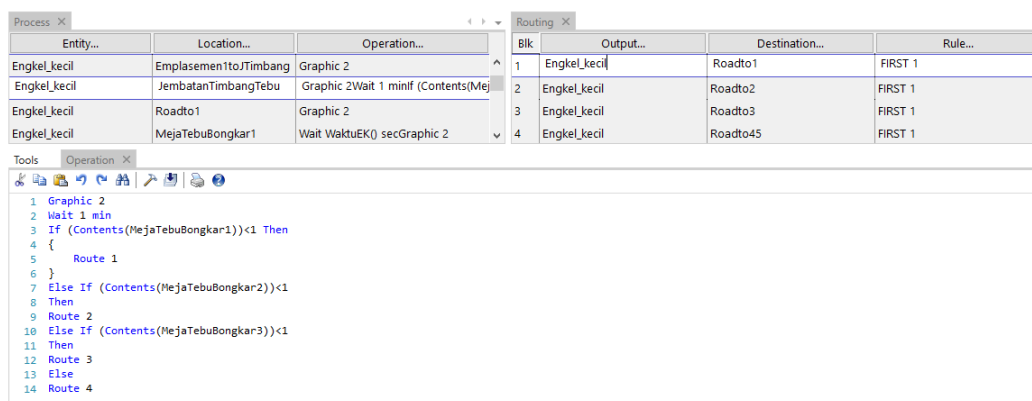 Process
Routing
Entity... Location... Operation...
Blk Output... Destination... Rule...
Engkel_kecil Emplasemen1toJTimbang Graphic 2
1 Engkel_kecil Roadto1 FIRST 1
Engkel_kecil JembatanTimbangTebu Graphic 2Wait 1 minIf (Contents(Mej
2 Engkel_kecil Roadto2 FIRST 1
Engkel_kecil Roadto1 Graphic 2
3 Engkel_kecil Roadto3 FIRST 1
Engkel_kecil MejaTebuBongkar1 Wait WaktuEK() secGraphic 2
4 Engkel_kecil Roadto45 FIRST 1
Tools Operation
1 Graphic 2
2 Wait 1 min
3 If (Contents(MejaTebuBongkar1))<1 Then
4 {
5 Route 1
6 }
7 Else If (Contents(MejaTebuBongkar2))<1
8 Then
9 Route 2
10 Else If (Contents(MejaTebuBongkar3))<1
11 Then
12 Route 3
13 Else
14 Route 4